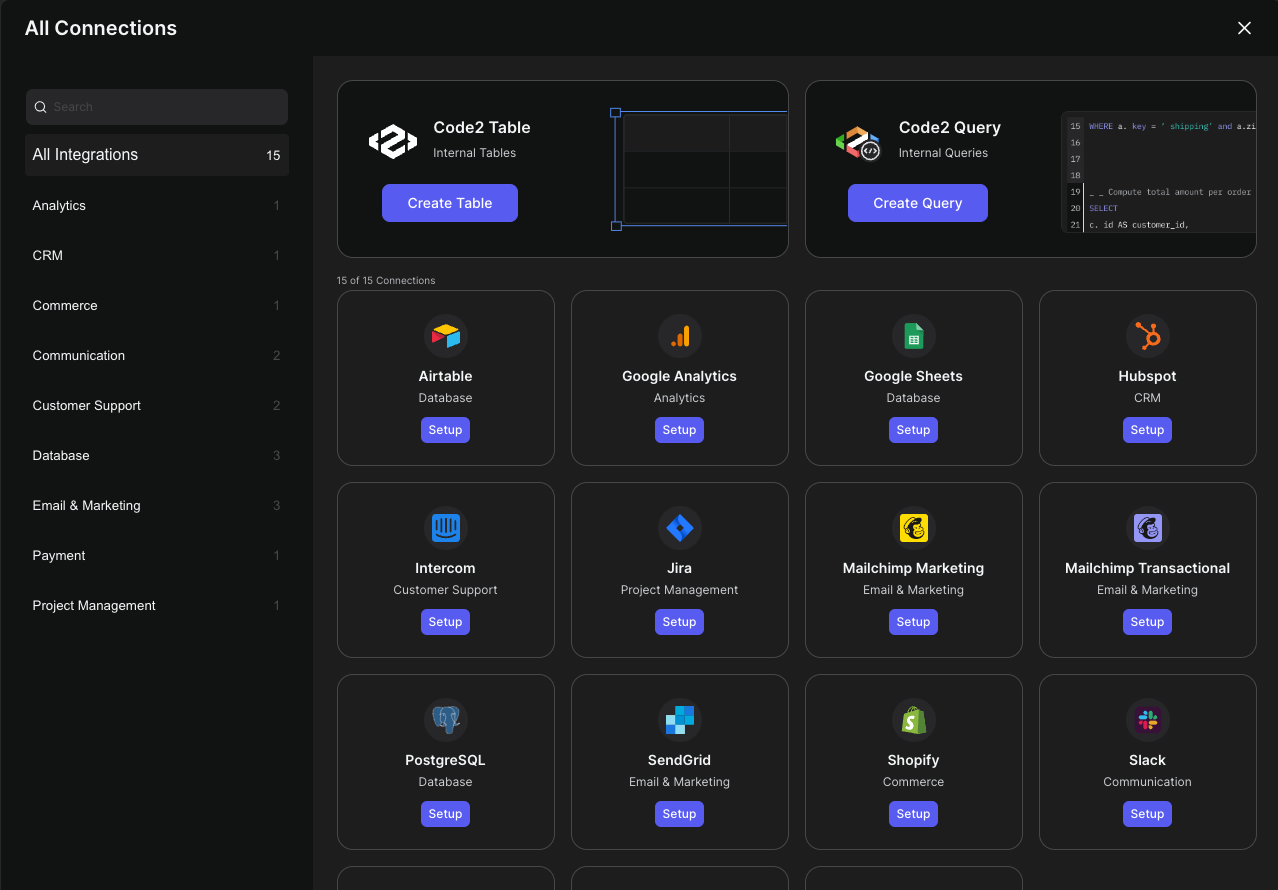 All Connections
Search
All Integrations 15
Analytics 1
CRM 1
Commerce 1
Communication 2
Customer Support 2
Database 3
Email & Marketing 3
Payment 1
Project Management 1
Code2 Table
Internal Tables
Create Table
Code2 Query
Internal Queries
Create Query
15 WHERE a. key = ' shipping' and a.zi
16
17
18
19 _ _ Compute total amount per order
20 SELECT
21 c. id AS customer_id,
15 of 15 Connections
Airtable
Database
Setup
Google Analytics
Analytics
Setup
Google Sheets
Database
Setup
Hubspot
CRM
Setup
Intercom
Customer Support
Setup
Jira
Project Management
Setup
Mailchimp Marketing
Email & Marketing
Setup
Mailchimp Transactional
Email & Marketing
Setup
PostgreSQL
Database
Setup
SendGrid
Email & Marketing
Setup
Shopify
Commerce
Setup
Slack
Communication
Setup